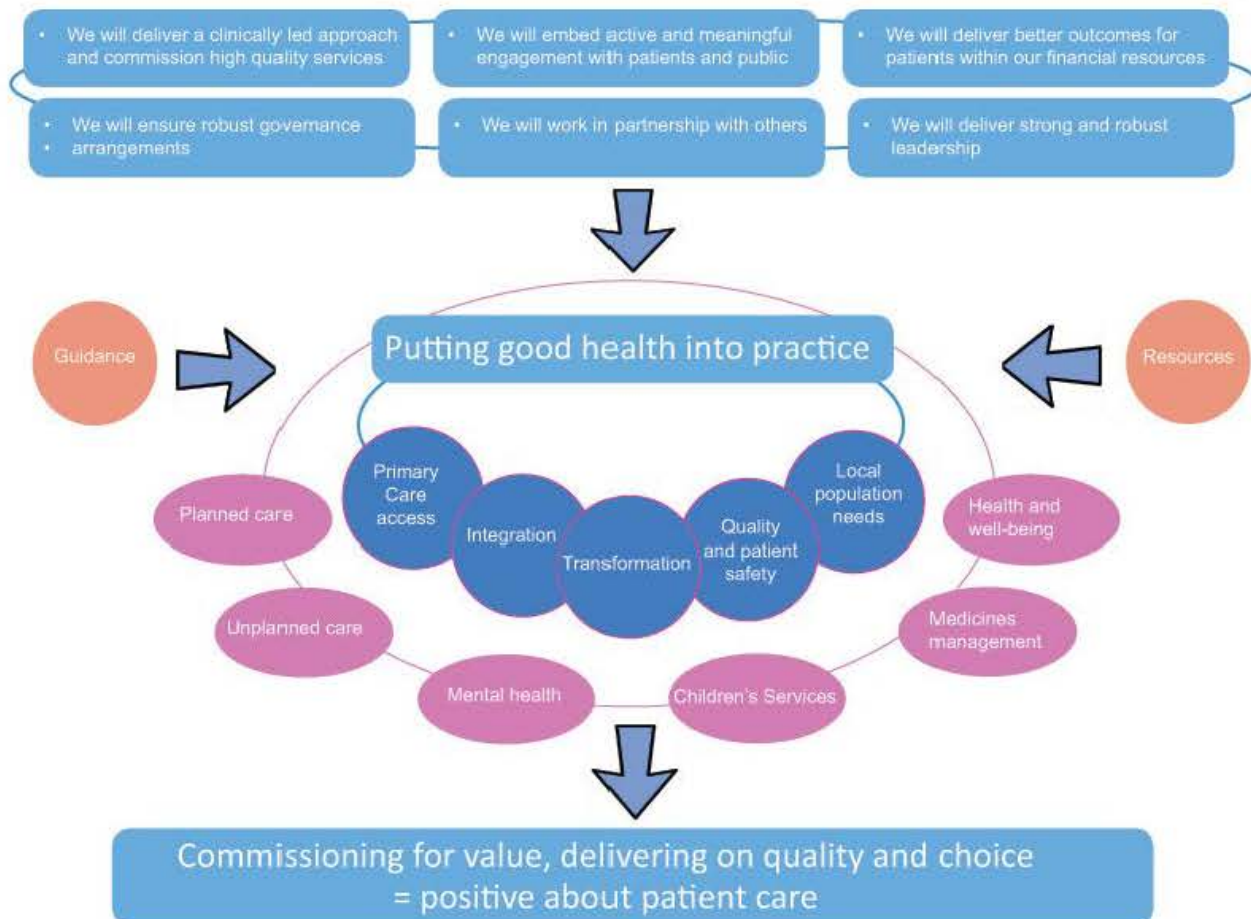 • We will deliver a clinically led approach
and commission high quality services
• We will embed active and meaningful
engagement with patients and public
• We will deliver better outcomes for
patients within our financial resources
• We will ensure robust governance
• arrangements
• We will work in partnership with others
• We will deliver strong and robust
leadership
Guidance
Putting good health into practice
Resources
Primary
Care
access
Integration
Transformation
Quality
and patient
safety
Local
population
needs
Planned care
Unplanned care
Mental health
Children's Services
Medicines
management
Health and
well-being
Commissioning for value, delivering on quality and choice
= positive about patient care